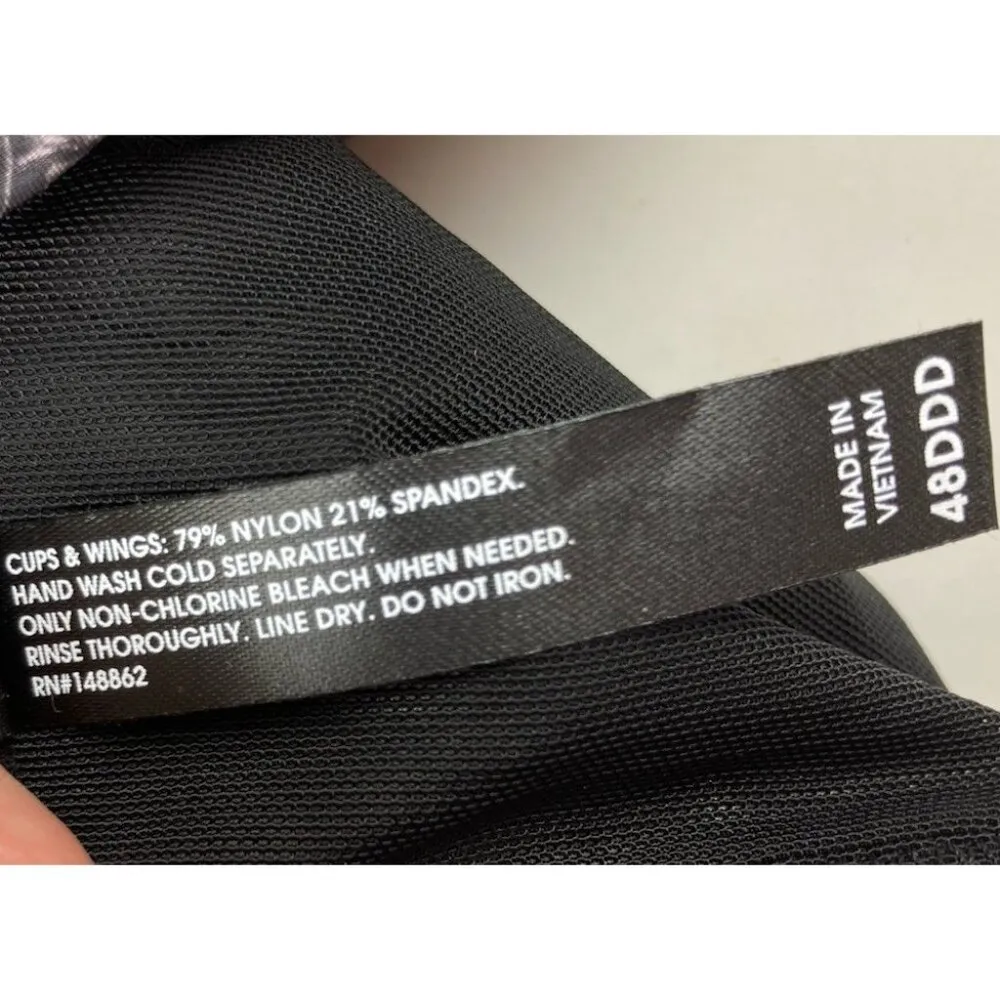 CUPS & WINGS: 79% NYLON 21% SPANDEX.
HAND WASH COLD SEPARATELY.
ONLY NON-CHLORINE BLEACH WHEN NEEDED.
RINSE THOROUGHLY. LINE DRY. DO NOT IRON.
RN#148862
MADE IN
VIETNAM
48DDD